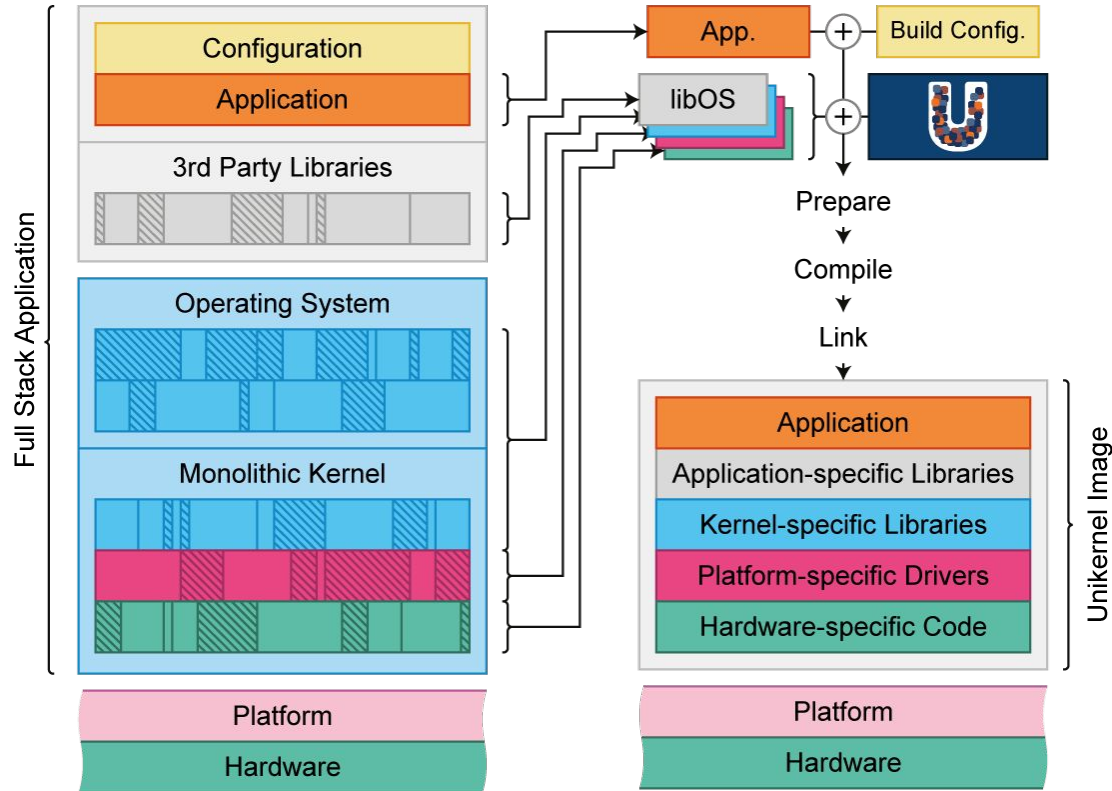 Full Stack Application
Configuration
Application
3rd Party Libraries
Operating System
Monolithic Kernel
Platform
Hardware
App.
+
Build Config.
libOS
+
U
Prepare
Compile
Link
Application
Application-specific Libraries
Kernel-specific Libraries
Platform-specific Drivers
Hardware-specific Code
Unikernel Image
Platform
Hardware